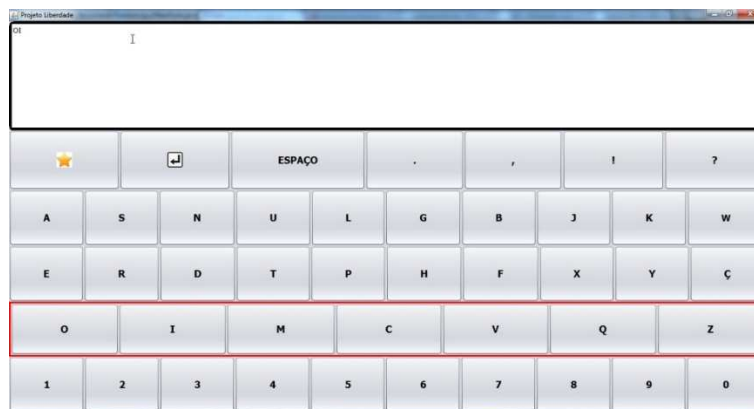 Projeto Liberdade
OI
ESPAÇO . , ! ?
A S N U L G B J K W
E R D T P H F X Y Ç
O I M C V Q Z
1 2 3 4 5 6 7 8 9 0